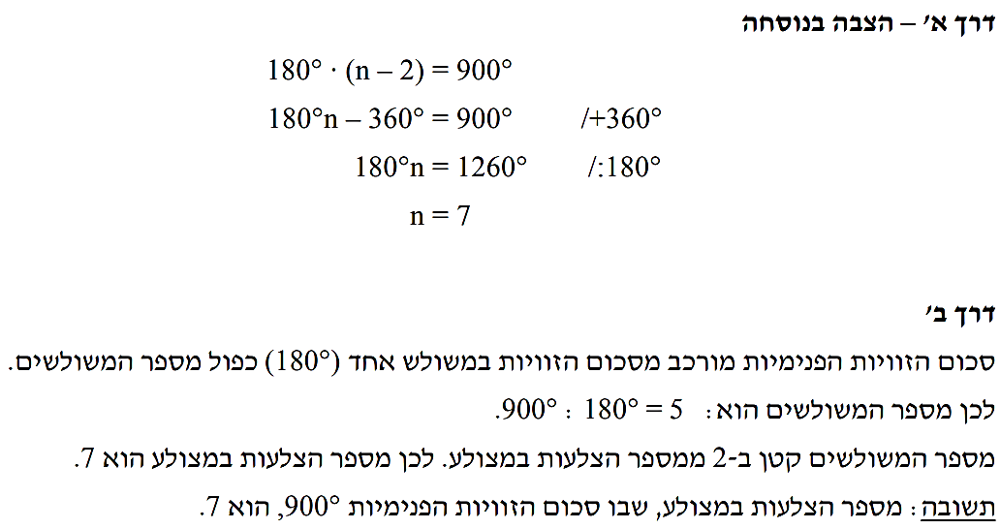 דרך א' – הצבה בנוסחה
180° · (n – 2) = 900°
180°n – 360° = 900° /+360°
180°n = 1260° /:180°
n = 7
דרך ב'
סכום הזוויות הפנימיות מורכב מסכום הזוויות במשולש אחד (180°) כפול מספר המשולשים.
לכן מספר המשולשים הוא: 900° : 180° = 5.
מספר המשולשים קטן ב-2 ממספר הצלעות במצולע. לכן מספר הצלעות במצולע הוא 7.
תשובה: מספר הצלעות במצולע, שבו סכום הזוויות הפנימיות 900°, הוא 7.